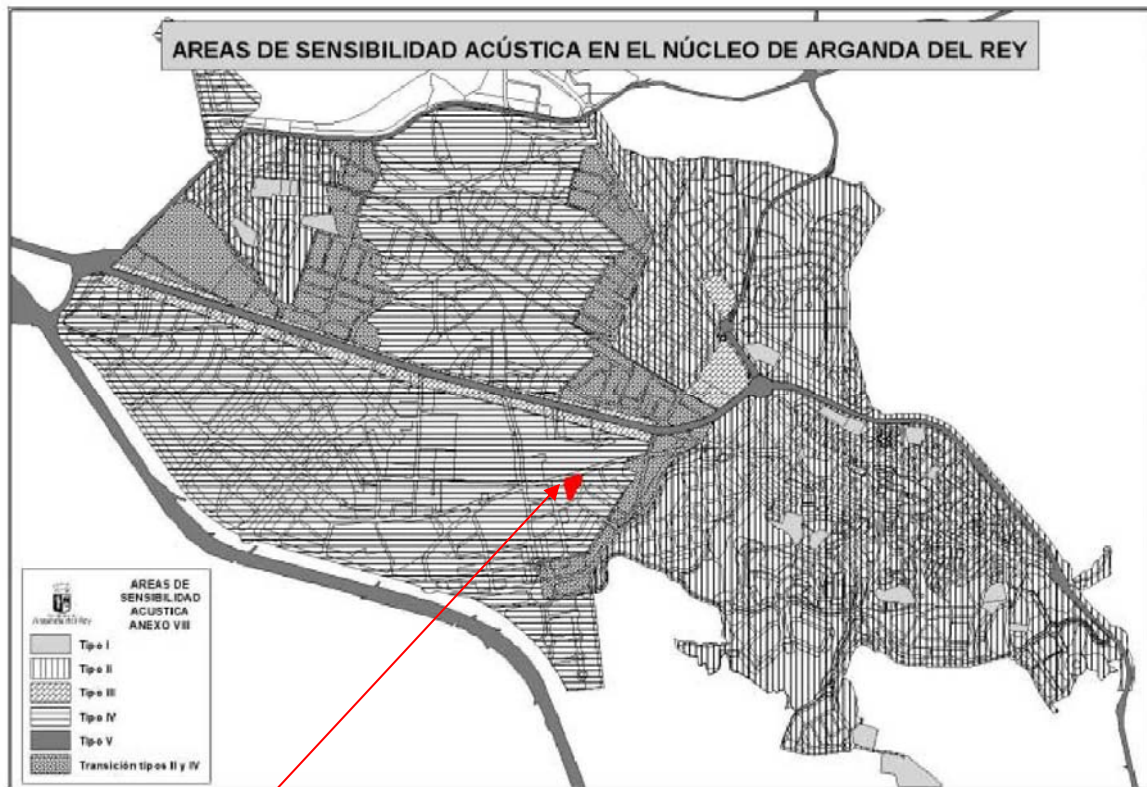 AREAS DE SENSIBILIDAD ACÚSTICA EN EL NÚCLEO DE ARGANDA DEL REY
AREAS DE
SENSIBILIDAD
ACUSTICA
ANEXO VIII
Tipo I
Tipo II
Tipo III
Tipo IV
Tipo V
Transición tipos II y IV